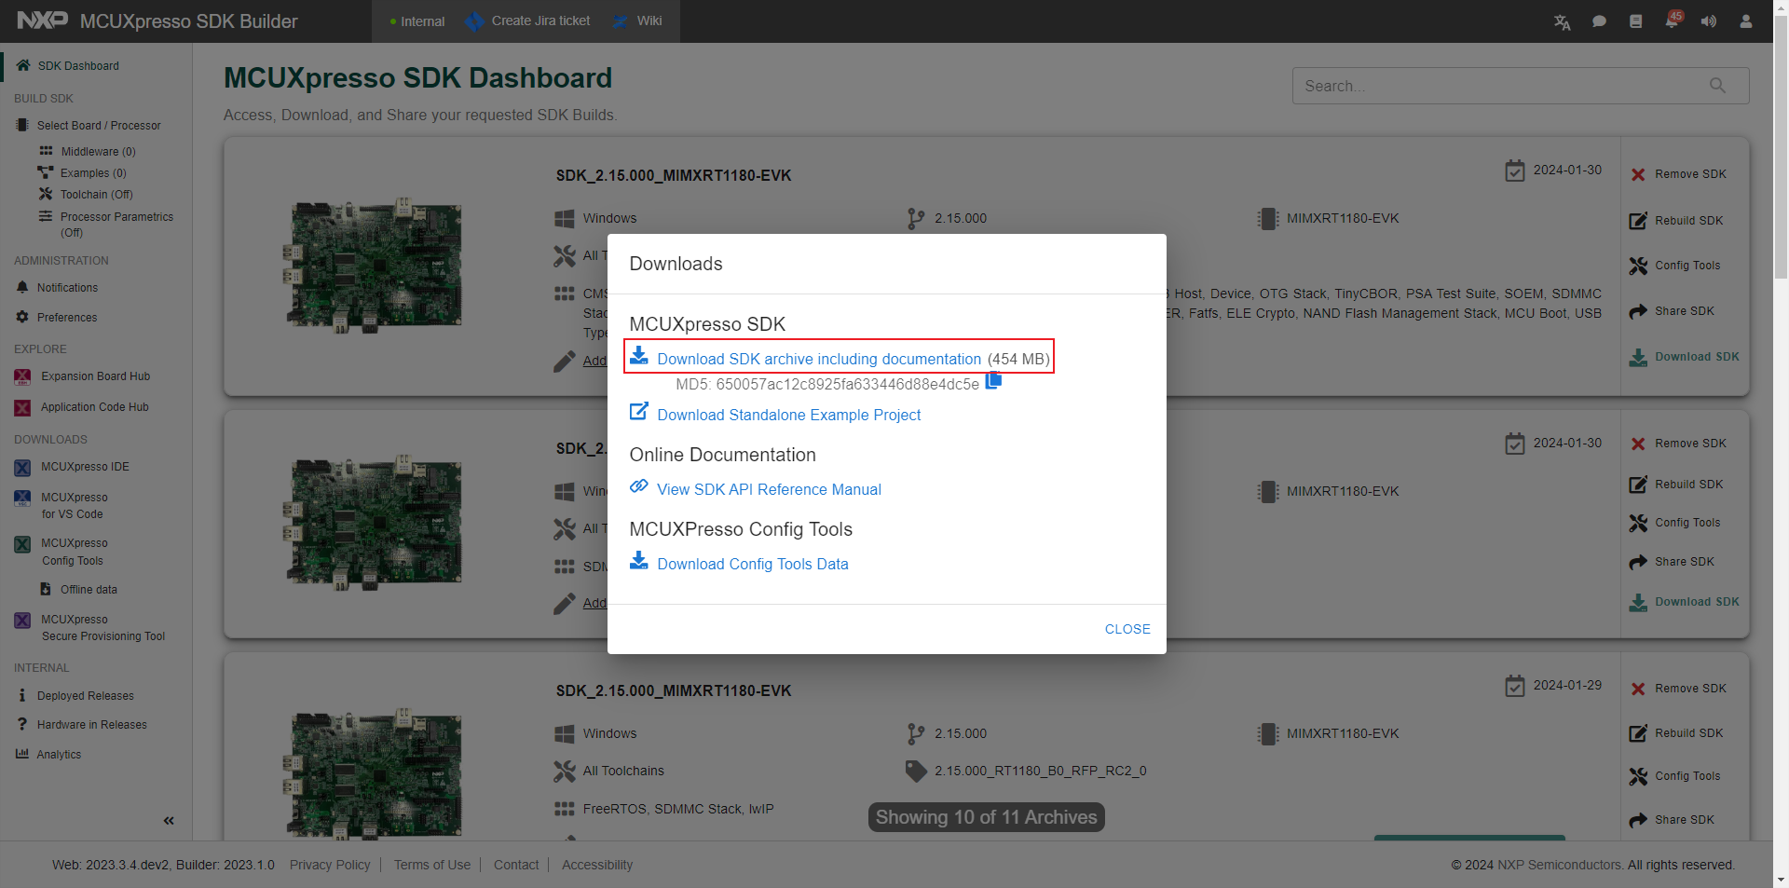 NXP MCUXpresso SDK Builder
Internal
Create Jira ticket
Wiki
45
SDK Dashboard
BUILD SDK
Select Board / Processor
Middleware (0)
Examples (0)
Toolchain (Off)
Processor Parametrics
(Off)
ADMINISTRATION
Notifications
Preferences
EXPLORE
Expansion Board Hub
Application Code Hub
DOWNLOADS
MCUXpresso IDE
MCUXpresso
for VS Code
MCUXpresso
Config Tools
Offline data
MCUXpresso
Secure Provisioning Tool
INTERNAL
Deployed Releases
Hardware in Releases
Analytics
«
MCUXpresso SDK Dashboard
Access, Download, and Share your requested SDK Builds.
Search...
SDK_2.15.000_MIMXRT1180-EVK
2024-01-30
Windows
2.15.000
MIMXRT1180-EVK
All T
CMS
Host, Device, OTG Stack, TinyCBOR, PSA Test Suite, SOEM, SDMMC
Stac
ER, Fatfs, ELE Crypto, NAND Flash Management Stack, MCU Boot, USB
Type
Add
Remove SDK
Rebuild SDK
Config Tools
Share SDK
Download SDK
SDK_2.
2024-01-30
Win
MIMXRT1180-EVK
All T
SDM
Add
Remove SDK
Rebuild SDK
Config Tools
Share SDK
Download SDK
Downloads
MCUXpresso SDK
Download SDK archive including documentation (454 MB)
MD5: 650057ac12c8925fa633446d88e4dc5e
Download Standalone Example Project
Online Documentation
View SDK API Reference Manual
MCUXPresso Config Tools
Download Config Tools Data
CLOSE
SDK_2.15.000_MIMXRT1180-EVK
2024-01-29
Windows
2.15.000
MIMXRT1180-EVK
All Toolchains
2.15.000_RT1180_B0_RFP_RC2_0
FreeRTOS, SDMMC Stack, lwIP
Remove SDK
Rebuild SDK
Config Tools
Share SDK
Showing 10 of 11 Archives
Web: 2023.3.4.dev2, Builder: 2023.1.0
Privacy Policy | Terms of Use | Contact | Accessibility
© 2024 NXP Semiconductors. All rights reserved.